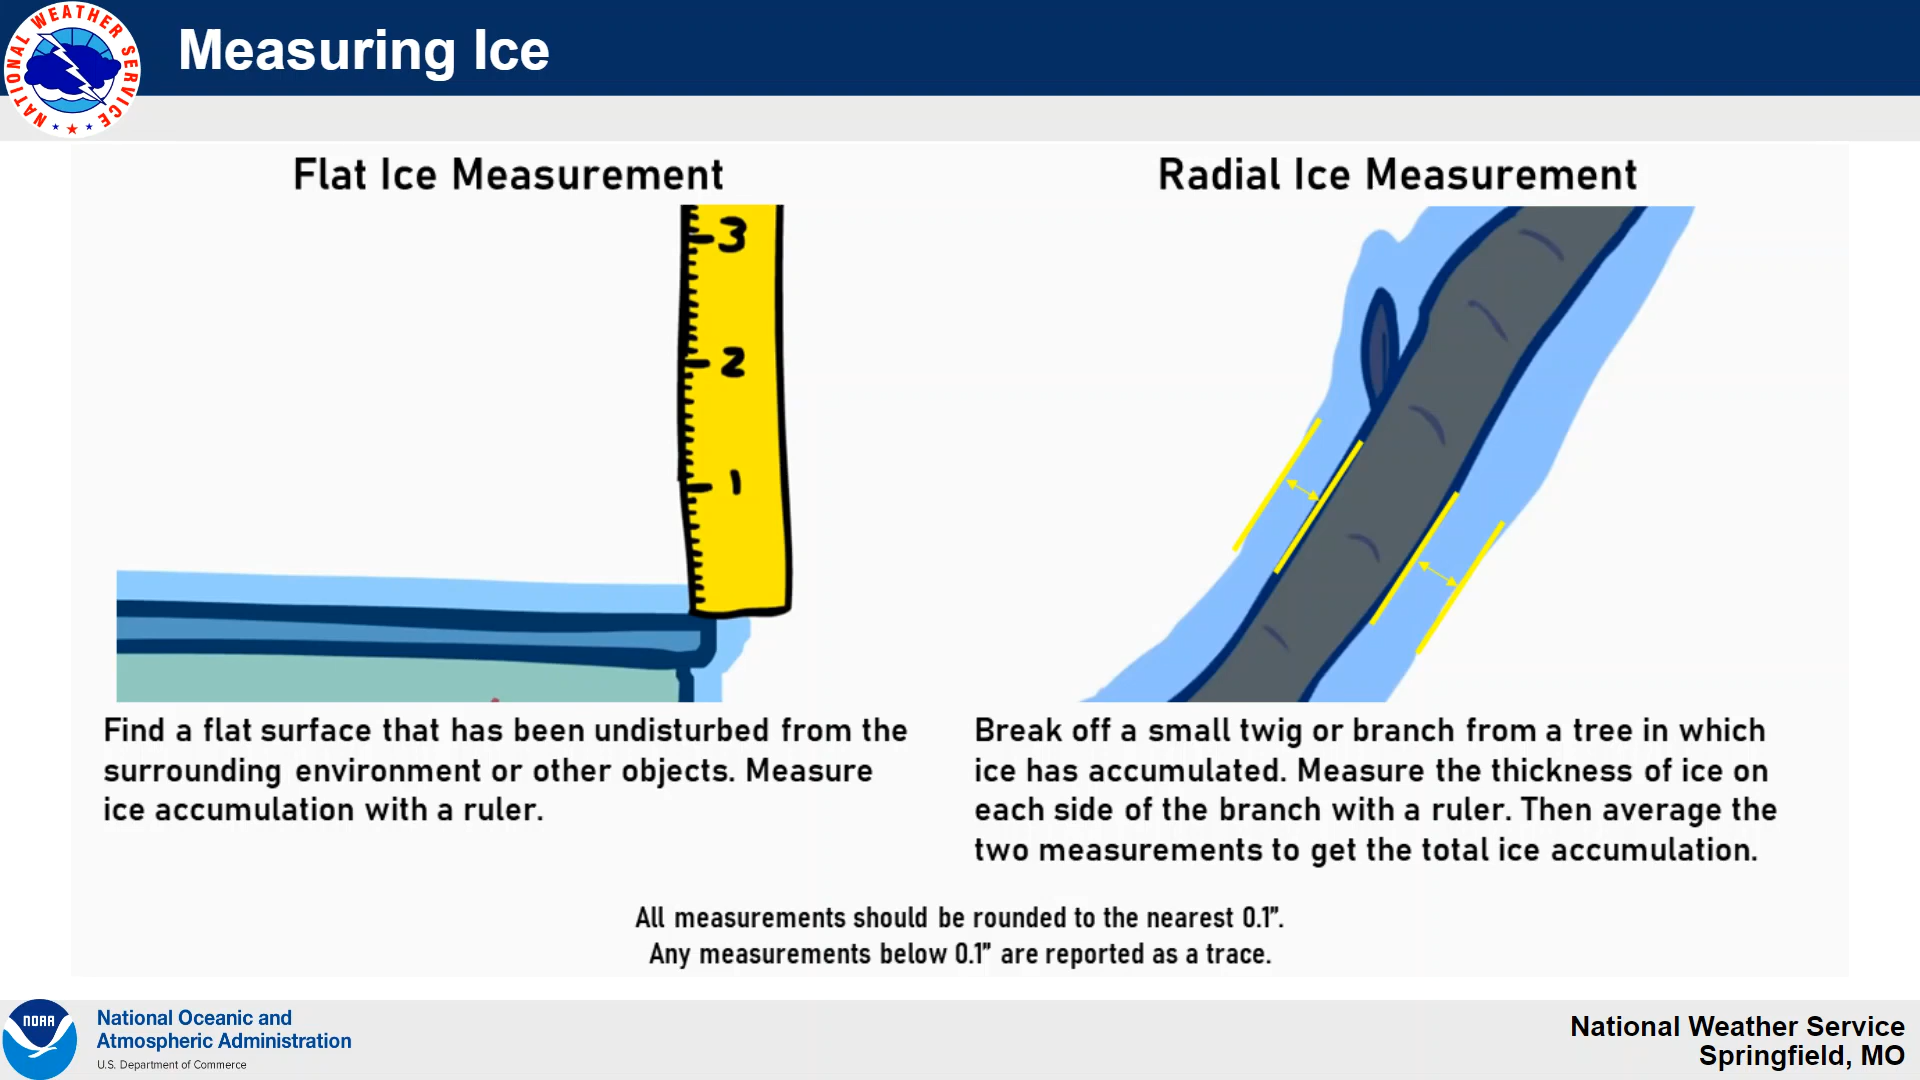 NATIONAL WEATHER SERVICE
Measuring Ice
Flat Ice Measurement
3
2
1
Find a flat surface that has been undisturbed from the
surrounding environment or other objects. Measure
ice accumulation with a ruler.
Radial Ice Measurement
Break off a small twig or branch from a tree in which
ice has accumulated. Measure the thickness of ice on
each side of the branch with a ruler. Then average the
two measurements to get the total ice accumulation.
All measurements should be rounded to the nearest 0.1”.
Any measurements below 0.1” are reported as a trace.
NOAA
National Oceanic and
Atmospheric Administration
U.S. Department of Commerce
National Weather Service
Springfield, MO